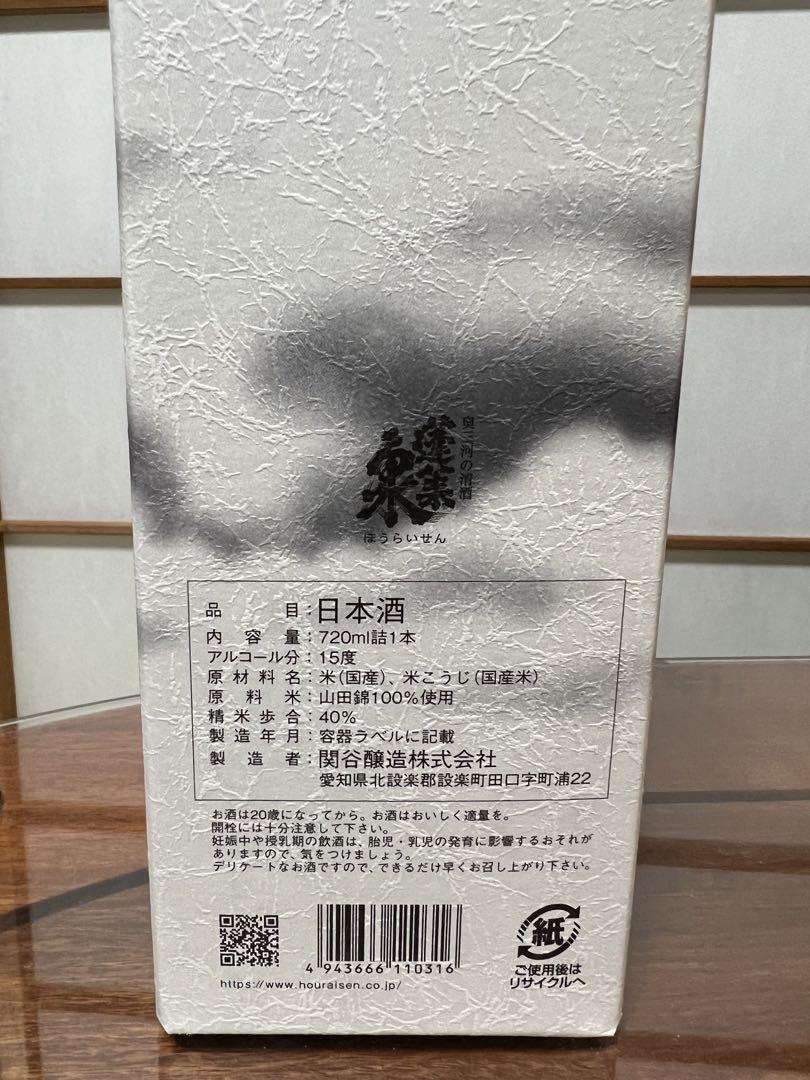 奥三河の清酒
蓬莱
泉
ほうらいせん
品目：日本酒
内容量：720ml詰1本
アルコール分：15度
原材料名：米（国産）、米こうじ（国産米）
原料米：山田錦100%使用
精米歩合：40%
製造年月：容器ラベルに記載
製造者：関谷醸造株式会社
愛知県北設楽郡設楽町田口字町浦22
お酒は20歳になってから。お酒はおいしく適量を。
開栓には十分注意して下さい。
妊娠中や授乳期の飲酒は、胎児・乳児の発育に影響するおそれが
ありますので、気をつけましょう。
デリケートなお酒ですので、できるだけ早くお召し上がり下さい。
https://www.houraisen.co.jp/
4 943666 110316
紙
ご使用後は
リサイクルへ